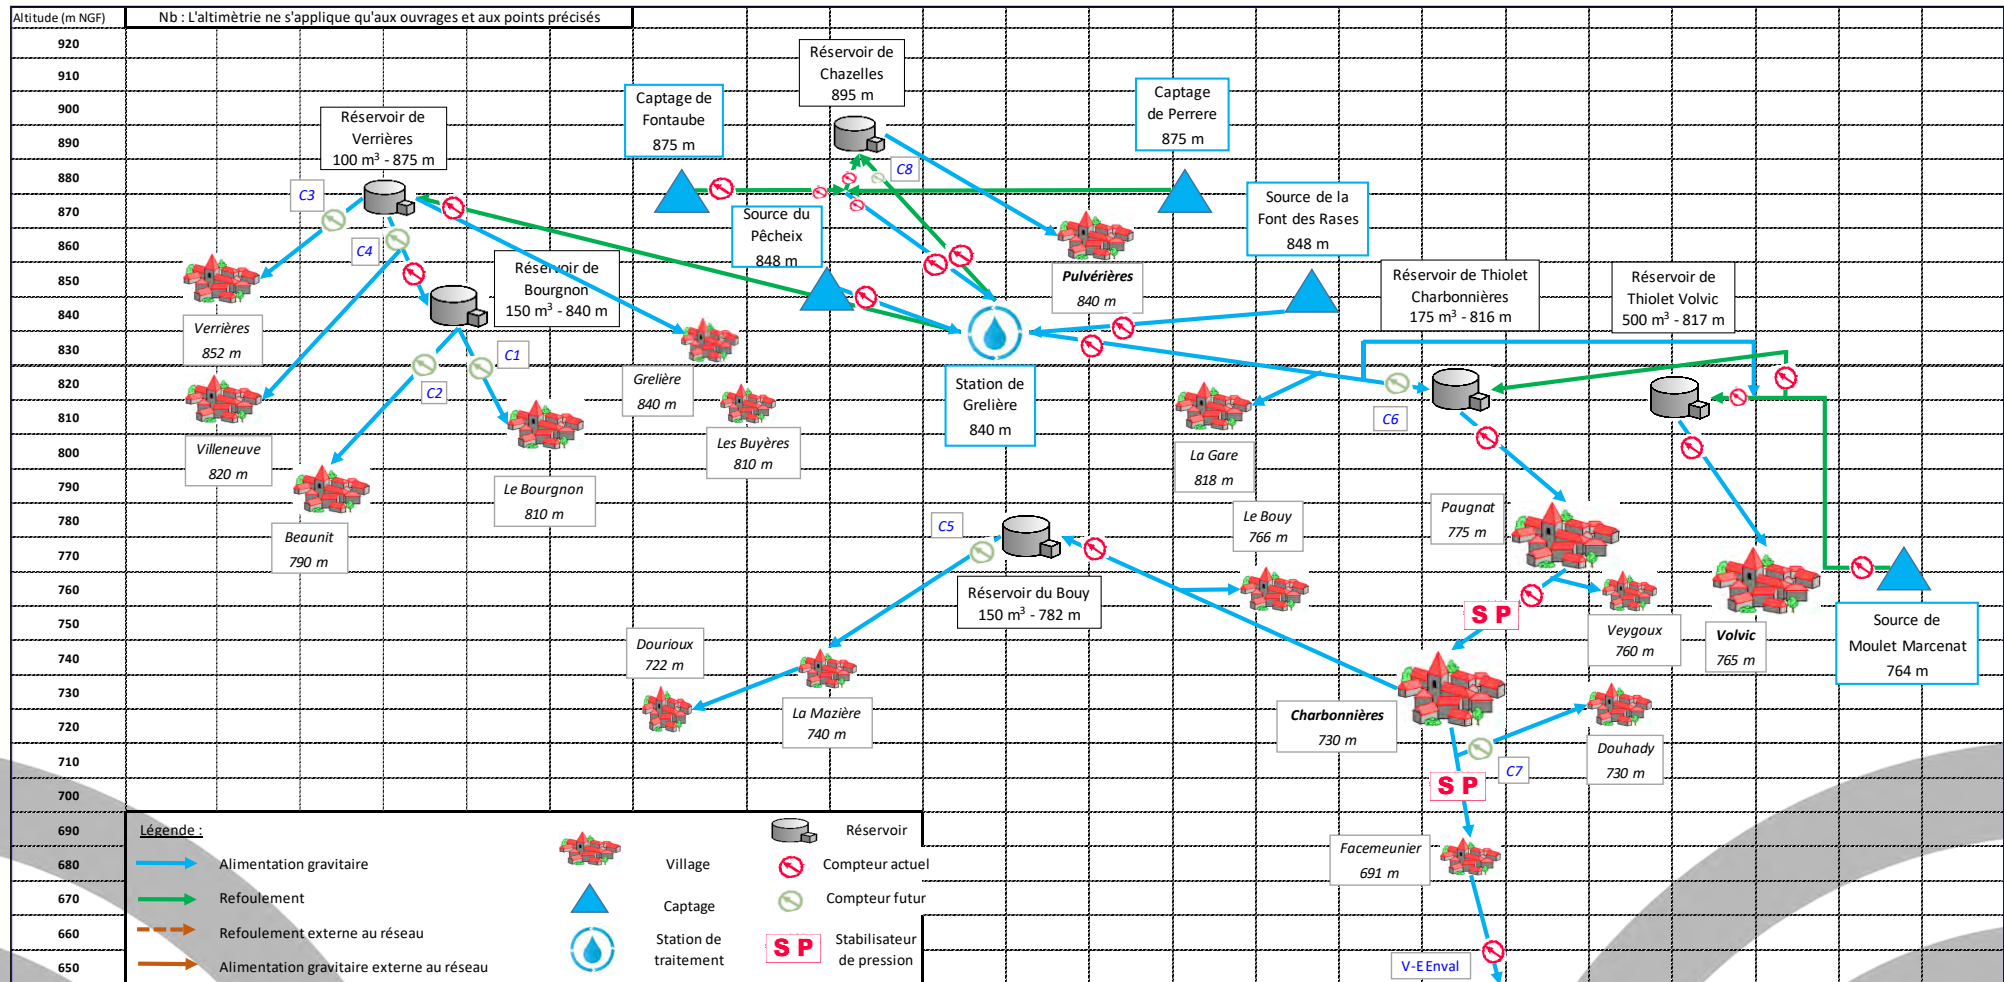 Altitude (m NGF)
Nb : L'altimètrie ne s'applique qu'aux ouvrages et aux points précisés
920
910
900
890
880
870
860
850
840
830
820
810
800
790
780
770
760
750
740
730
720
710
700
690
680
670
660
650
Réservoir de
Verrières
100 m³ - 875 m
Captage de
Fontaube
875 m
Réservoir de
Chazelles
895 m
Captage
de Perrere
875 m
C3
C4
C8
Source du
Pêcheix
848 m
Source de la
Font des Rases
848 m
Réservoir de
Bourgnon
150 m³ - 840 m
Pulvérières
840 m
Réservoir de Thiolet
Charbonnières
175 m³ - 816 m
Réservoir de
Thiolet Volvic
500 m³ - 817 m
Verrières
852 m
C1
C2
Grelière
840 m
Station de
Grelière
840 m
C6
Villeneuve
820 m
Les Buyères
810 m
La Gare
818 m
Le Bourgnon
810 m
Beaunit
790 m
C5
Le Bouy
766 m
Paugnat
775 m
Réservoir du Bouy
150 m³ - 782 m
S P
Veygoux
760 m
Volvic
765 m
Source de
Moulet Marcenat
764 m
Dourioux
722 m
La Mazière
740 m
Charbonnières
730 m
Douhady
730 m
C7
S P
Facemeunier
691 m
V-E Enval
Légende :
Alimentation gravitaire
Refoulement
Refoulement externe au réseau
Alimentation gravitaire externe au réseau
Village
Captage
Station de
traitement
Réservoir
Compteur actuel
Compteur futur
S P
Stabilisateur
de pression